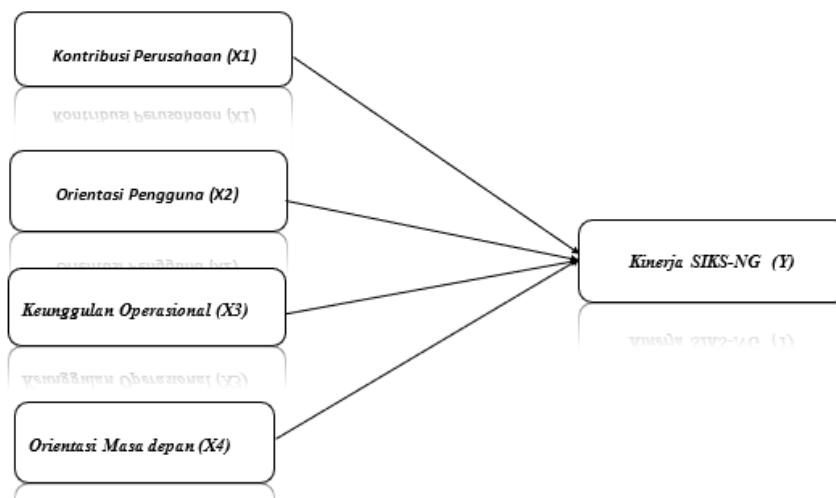 Kontribusi Perusahaan (X1)
Orientasi Pengguna (X2)
Keunggulan Operasional (X3)
Orientasi Masa depan (X4)
Kinerja SIKS-NG (Y)